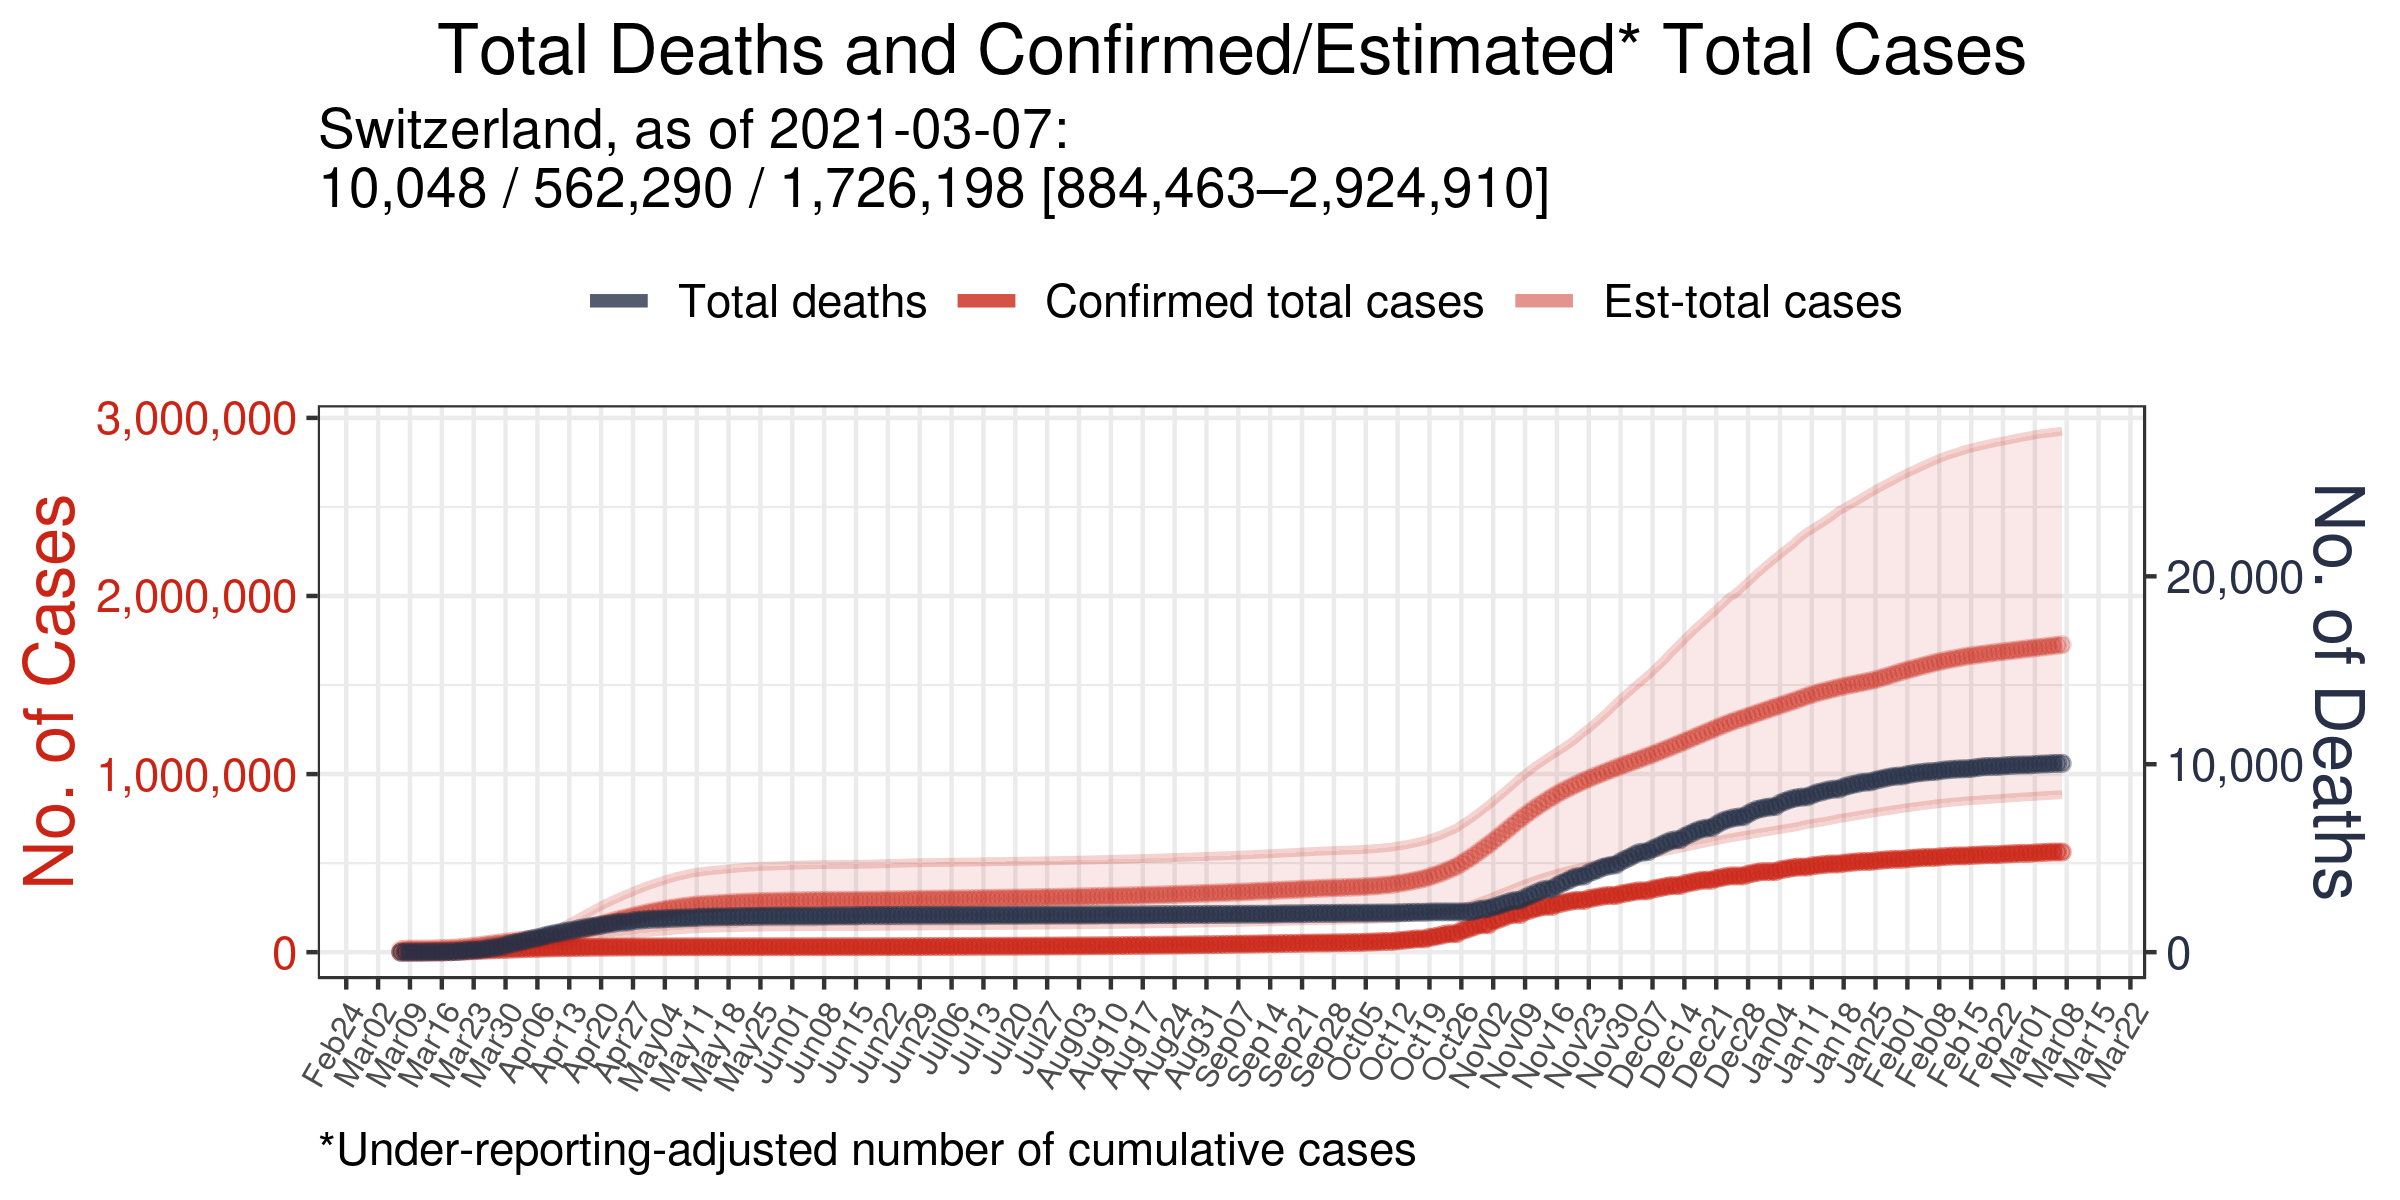 Total Deaths and Confirmed/Estimated* Total Cases
Switzerland, as of 2021-03-07:
10,048 / 562,290 / 1,726,198 [884,463–2,924,910]
Total deaths
Confirmed total cases
Est-total cases
No. of Cases
3,000,000
2,000,000
1,000,000
0
20,000
10,000
0
No. of Deaths
Feb24
Mar02
Mar09
Mar16
Mar23
Mar30
Apr06
Apr13
Apr20
Apr27
May04
May11
May18
May25
Jun01
Jun08
Jun15
Jun22
Jun29
Jul06
Jul13
Jul20
Jul27
Aug03
Aug10
Aug17
Aug24
Aug31
Sep07
Sep14
Sep21
Sep28
Oct05
Oct12
Oct19
Oct26
Nov02
Nov09
Nov16
Nov23
Nov30
Dec07
Dec14
Dec21
Dec28
Jan04
Jan11
Jan18
Jan25
Feb01
Feb08
Feb15
Feb22
Mar01
Mar08
Mar15
Mar22
*Under-reporting-adjusted number of cumulative cases